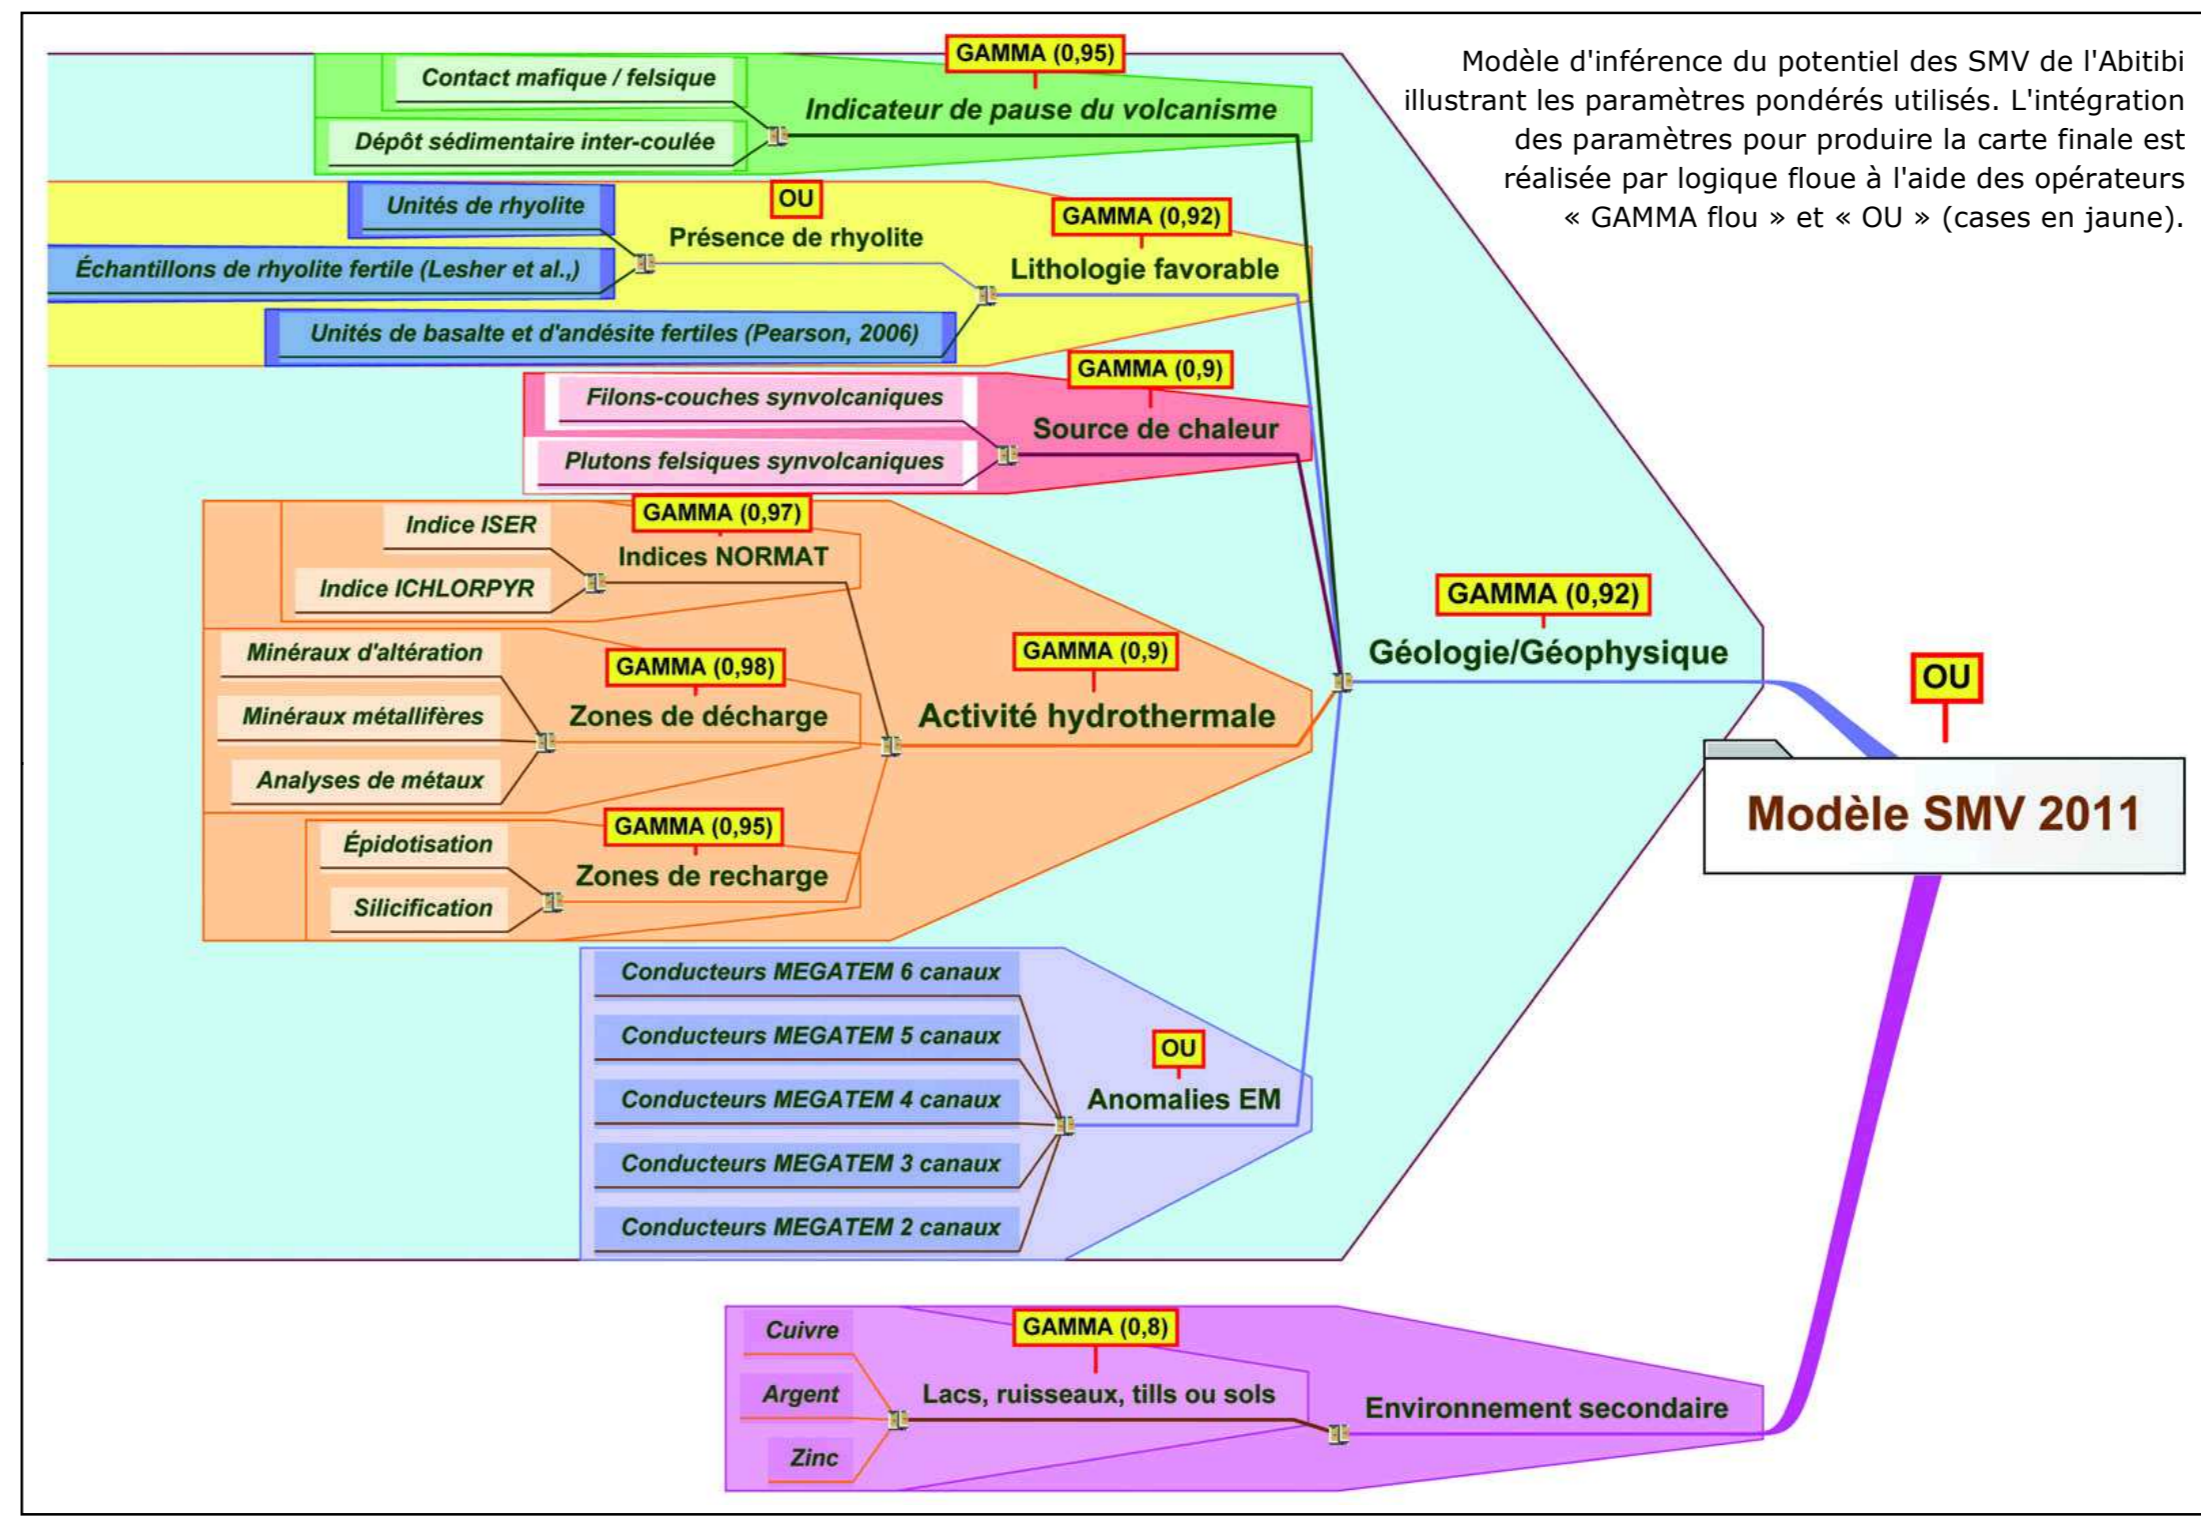 Modèle d'inférence du potentiel des SMV de l'Abitibi
illustrant les paramètres pondérés utilisés. L'intégration
des paramètres pour produire la carte finale est
réalisée par logique floue à l'aide des opérateurs
« GAMMA flou » et « OU » (cases en jaune).
GAMMA (0,95)
Contact mafique / felsique
Indicateur de pause du volcanisme
Dépôt sédimentaire inter-coulée
OU
Unités de rhyolite
GAMMA (0,92)
Présence de rhyolite
Échantillons de rhyolite fertile (Lesher et al.,)
Lithologie favorable
Unités de basalte et d'andésite fertiles (Pearson, 2006)
GAMMA (0,9)
Filons-couches synvolcaniques
Source de chaleur
Plutons felsiques synvolcaniques
GAMMA (0,97)
Indice ISER
Indices NORMAT
Indice ICHLORPYR
GAMMA (0,92)
Géologie/Géophysique
Minéraux d'altération
GAMMA (0,98)
GAMMA (0,9)
Minéraux métallifères
Zones de décharge
Activité hydrothermale
Analyses de métaux
OU
Modèle SMV 2011
GAMMA (0,95)
Épidotisation
Zones de recharge
Silicification
Conducteurs MEGATEM 6 canaux
Conducteurs MEGATEM 5 canaux
OU
Conducteurs MEGATEM 4 canaux
Anomalies EM
Conducteurs MEGATEM 3 canaux
Conducteurs MEGATEM 2 canaux
GAMMA (0,8)
Cuivre
Argent
Lacs, ruisseaux, tills ou sols
Environnement secondaire
Zinc